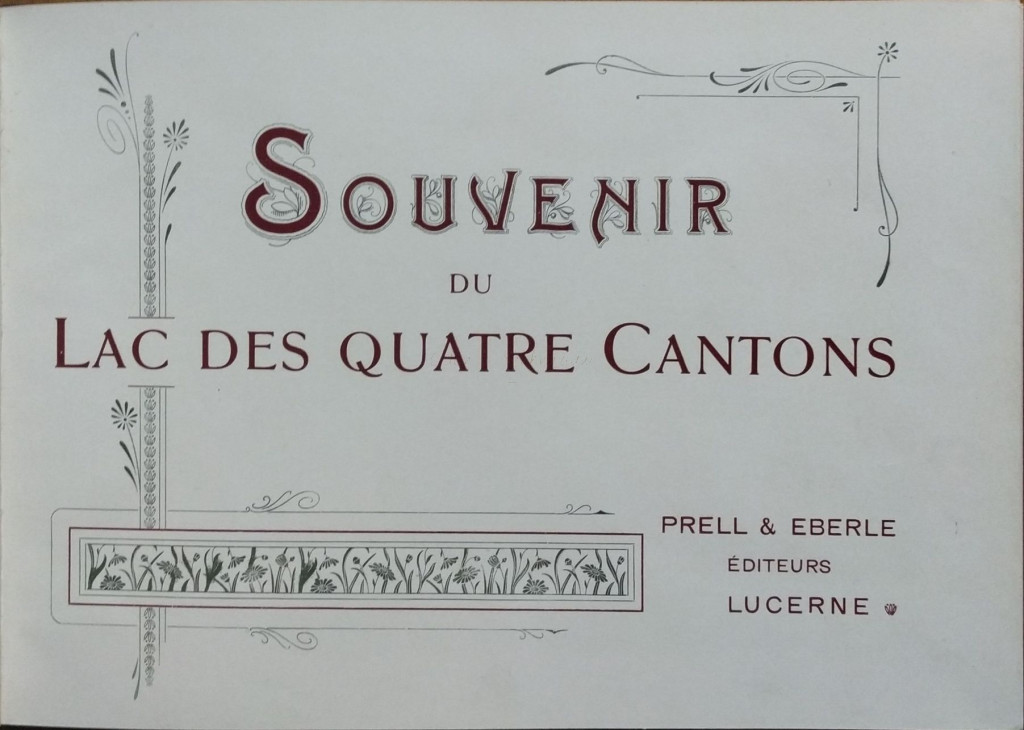 SOUVENIR
DU
LAC DES QUATRE CANTONS
PRELL & EBERLE
ÉDITEURS
LUCERNE